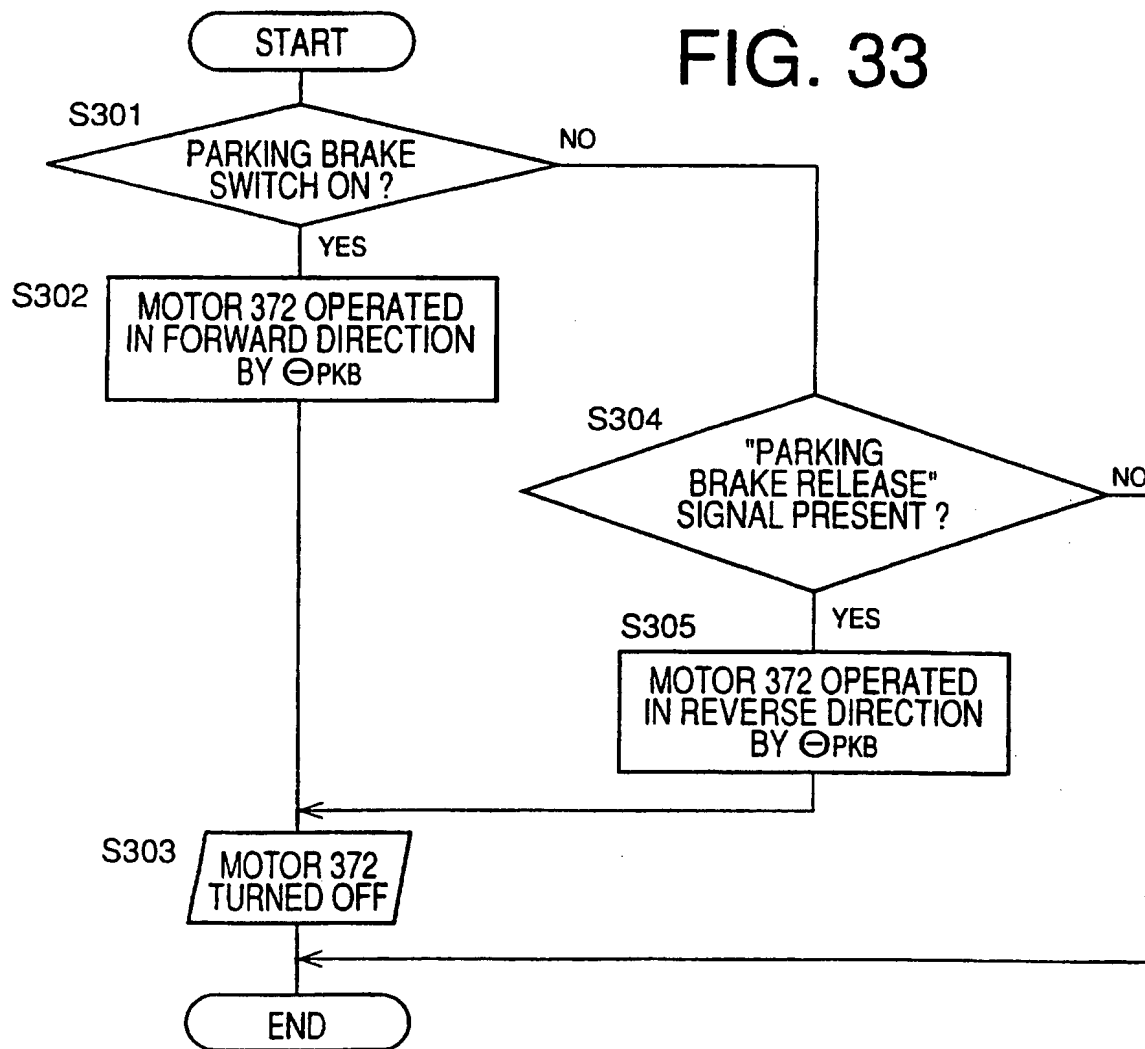 FIG. 33
START
S301
PARKING BRAKE
SWITCH ON ?
NO
YES
S302
MOTOR 372 OPERATED
IN FORWARD DIRECTION
BY ΘPKB
S304
"PARKING
BRAKE RELEASE"
SIGNAL PRESENT ?
NO
YES
S305
MOTOR 372 OPERATED
IN REVERSE DIRECTION
BY ΘPKB
S303
MOTOR 372
TURNED OFF
END